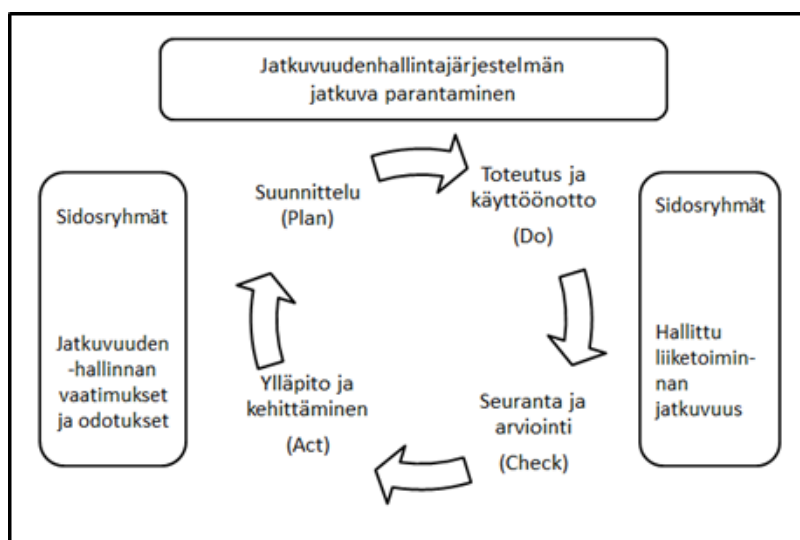 Jatkuvuudenhallintajärjestelmän
jatkuva parantaminen
Sidosryhmät
Jatkuvuuden
-hallinnan
vaatimukset
ja odotukset
Suunnittelu
(Plan)
Toteutus ja
käyttöönotto
(Do)
Seuranta ja
arviointi
(Check)
Ylläpito ja
kehittäminen
(Act)
Sidosryhmät
Hallittu
liiketoimin-
nan
jatkuvuus